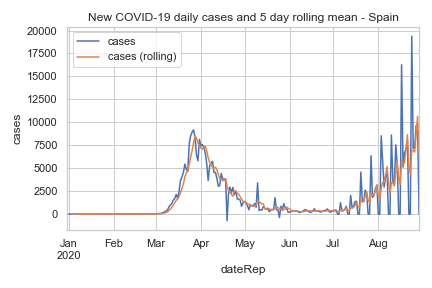 New COVID-19 daily cases and 5 day rolling mean - Spain
cases
cases (rolling)
20000
17500
15000
12500
10000
7500
5000
2500
0
cases
Jan Feb Mar Apr May Jun Jul Aug
2020
dateRep